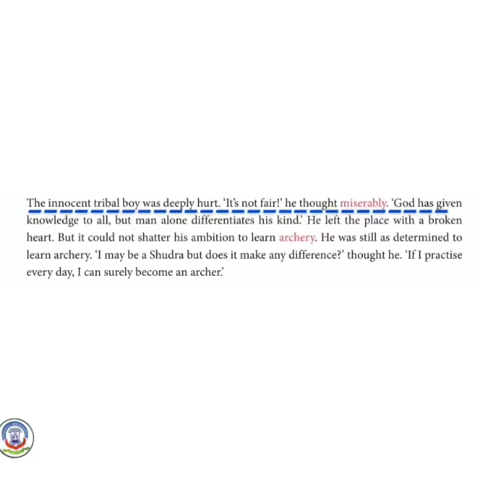 The innocent tribal boy was deeply hurt. 'It's not fair!' he thought miserably. 'God has given
knowledge to all, but man alone differentiates his kind.' He left the place with a broken
heart. But it could not shatter his ambition to learn archery. He was still as determined to
learn archery. 'I may be a Shudra but does it make any difference?' thought he. 'If I practise
every day, I can surely become an archer.'